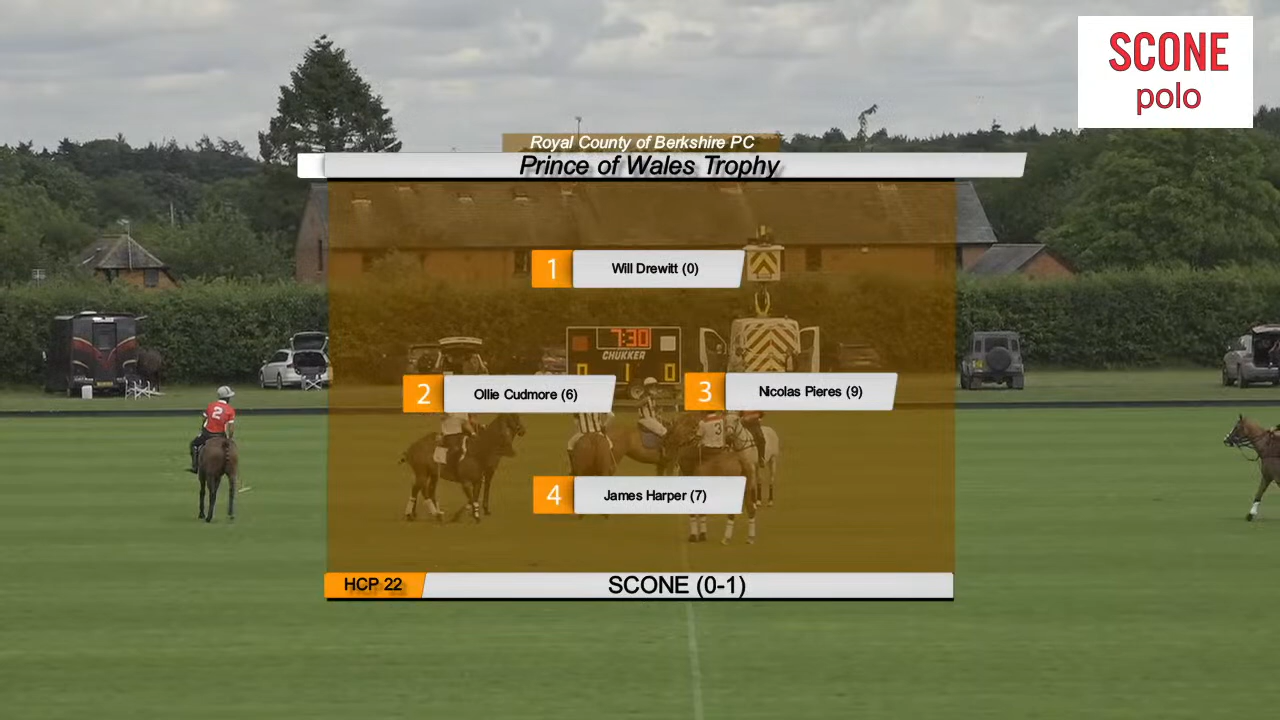 SCONE
polo
Royal County of Berkshire PC
Prince of Wales Trophy
1 Will Drewitt (0)
7:30
CHUKKER
0 1 0
2 Ollie Cudmore (6)
3 Nicolas Pieres (9)
2
3
4 James Harper (7)
HCP 22 SCONE (0-1)